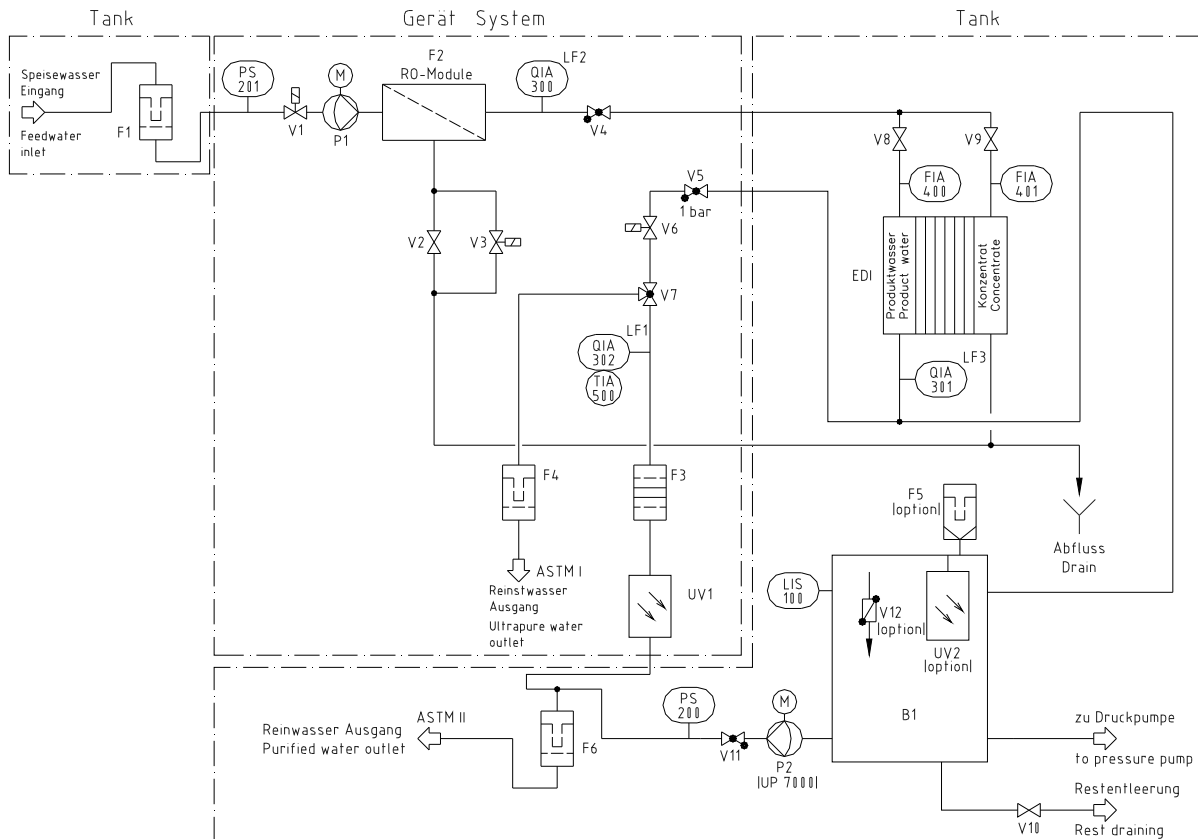 Tank
Gerät System
Tank
Speisewasser
Eingang
Feedwater
inlet
F1
PS
201
V1
M
P1
F2
RO-Module
QIA
300
LF2
V4
V8
V9
FIA
400
FIA
401
V5
1 bar
V6
V2
V3
V7
EDI
Produktwasser
Product water
Konzentrat
Concentrate
LF1
QIA
302
TIA
500
LF3
QIA
301
F4
F3
F5
|option|
Abfluss
Drain
ASTM I
Reinstwasser
Ausgang
Ultrapure water
outlet
UV1
LIS
100
V12
|option|
UV2
|option|
B1
Reinwasser Ausgang
Purified water outlet
ASTM II
F6
PS
200
V11
M
P2
|UP 7000|
zu Druckpumpe
to pressure pump
V10
Restentleerung
Rest draining